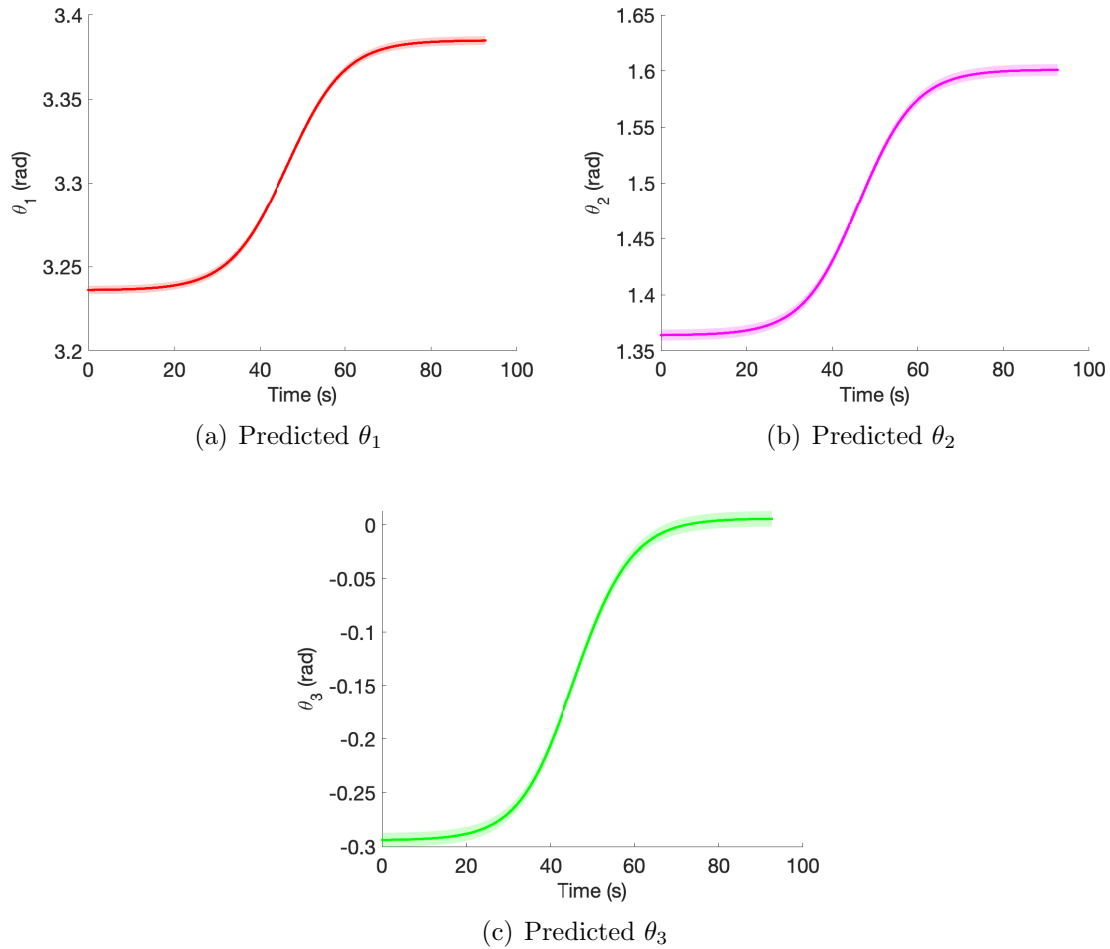 3.4
3.35
3.3
3.25
3.2
θ1 (rad)
0 20 40 60 80 100
Time (s)
(a) Predicted θ1
1.65
1.6
1.55
1.5
1.45
1.4
1.35
θ2 (rad)
0 20 40 60 80 100
Time (s)
(b) Predicted θ2
0
-0.05
-0.1
-0.15
-0.2
-0.25
-0.3
θ3 (rad)
0 20 40 60 80 100
Time (s)
(c) Predicted θ3